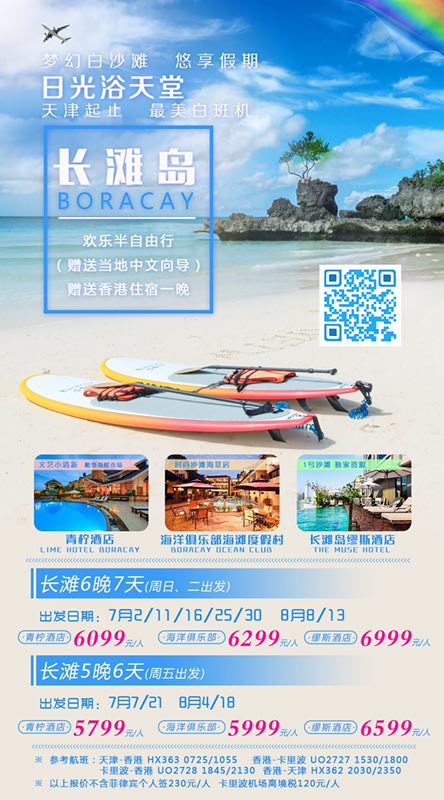 梦幻白沙滩 悠享假期
日光浴天堂
天津起止 最美白班机
长滩岛
BORACAY
欢乐半自由行
（赠送当地中文向导）
赠送香港住宿一晚
文艺小清新 毗邻海鲜市场
时尚沙滩海景房
1号沙滩 独家资源
青柠酒店
LIME HOTEL BORACAY
海洋俱乐部海滩度假村
BORACAY OCEAN CLUB
长滩岛缪斯酒店
THE MUSE HOTEL
长滩6晚7天(周日、二出发)
出发日期：7月2/11/16/25/30 8月8/13
·青柠酒店· 6099元/人 ·海洋俱乐部· 6299元/人 ·缪斯酒店· 6999元/人
长滩5晚6天(周五出发)
出发日期：7月7/21 8月4/18
·青柠酒店· 5799元/人 ·海洋俱乐部· 5999元/人 ·缪斯酒店· 6599元/人
※ 参考航班：天津-香港 HX363 0725/1055 香港-卡里波 UO2727 1530/1800
卡里波-香港 UO2728 1845/2130 香港-天津 HX362 2030/2350
※ 以上报价不含菲律宾个人签230元/人 卡里波机场离境税120元/人